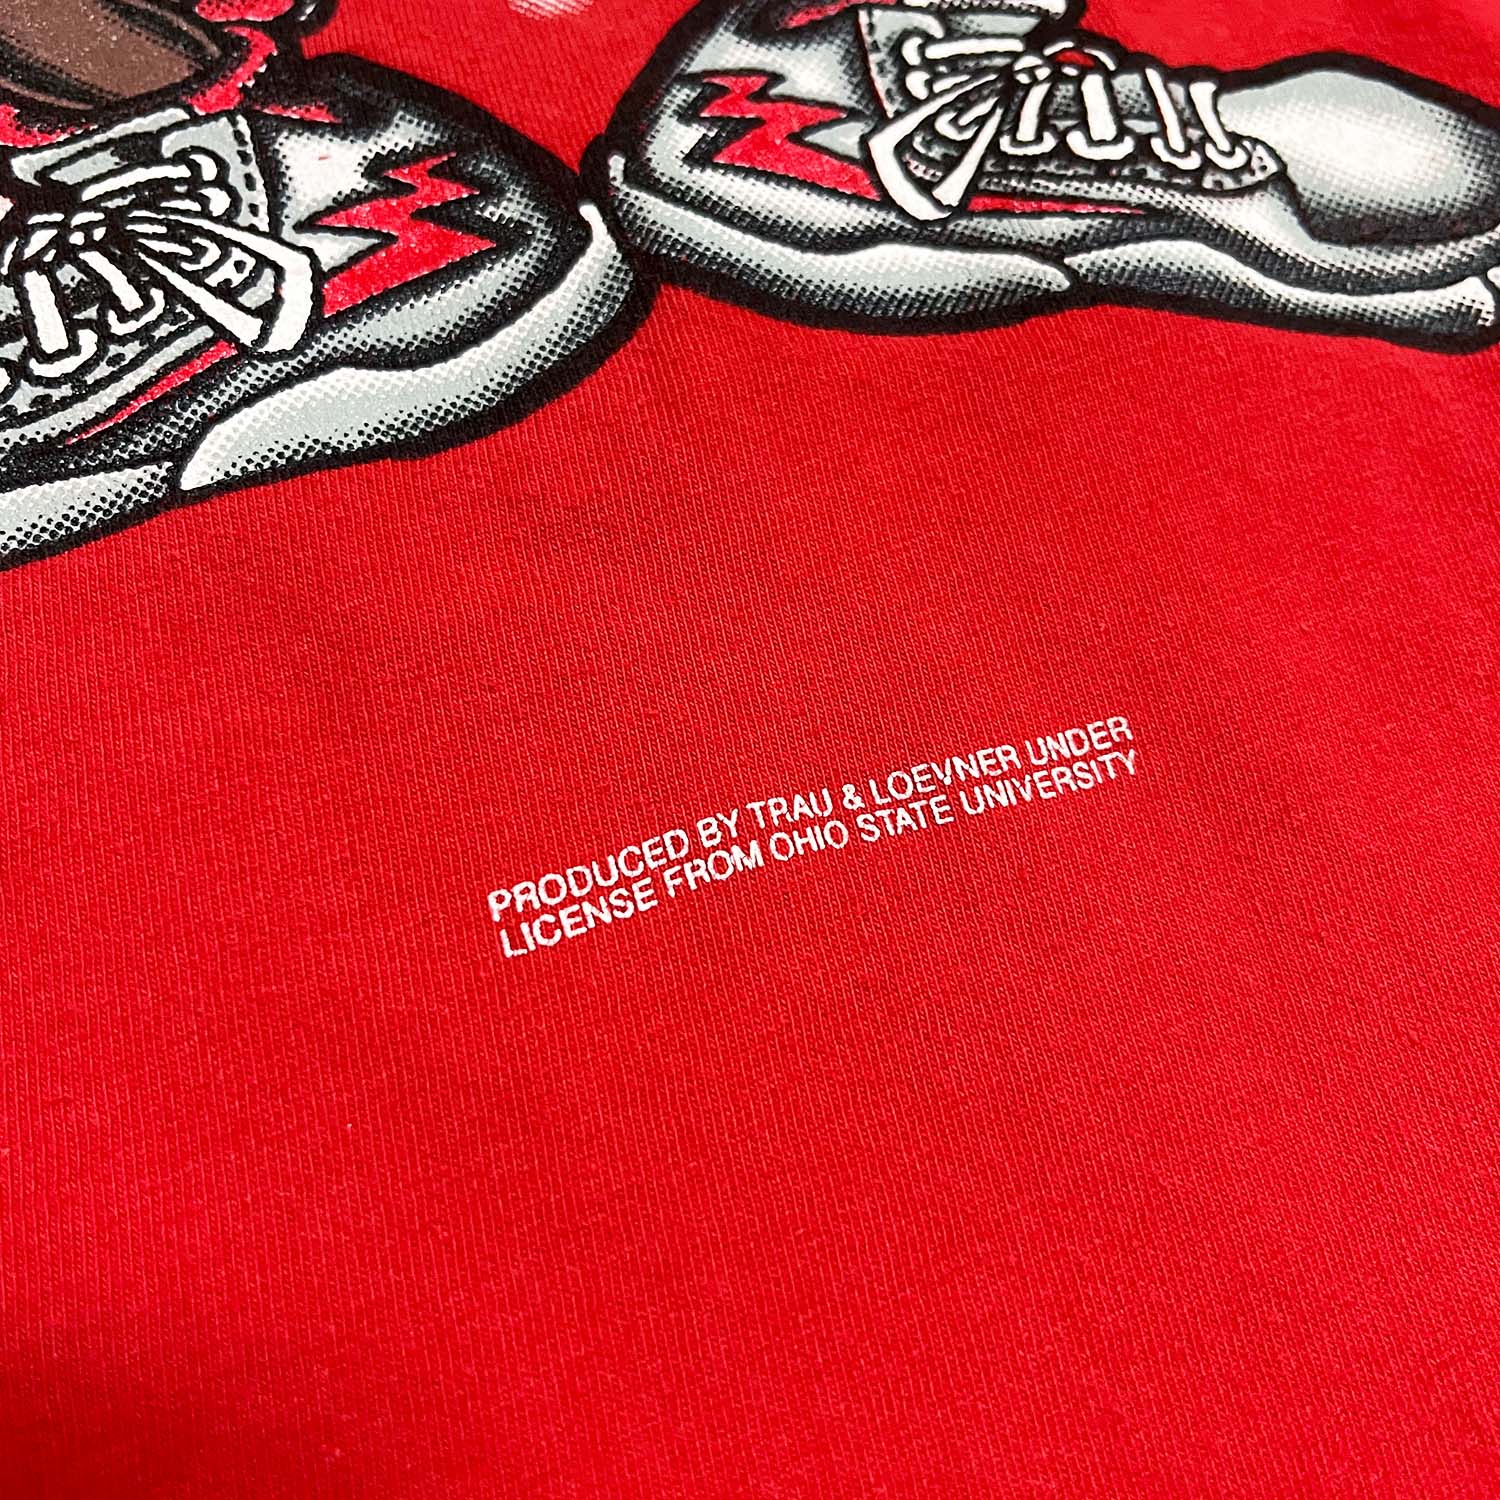 PRODUCED BY TRAU & LOEVNER UNDER
LICENSE FROM OHIO STATE UNIVERSITY